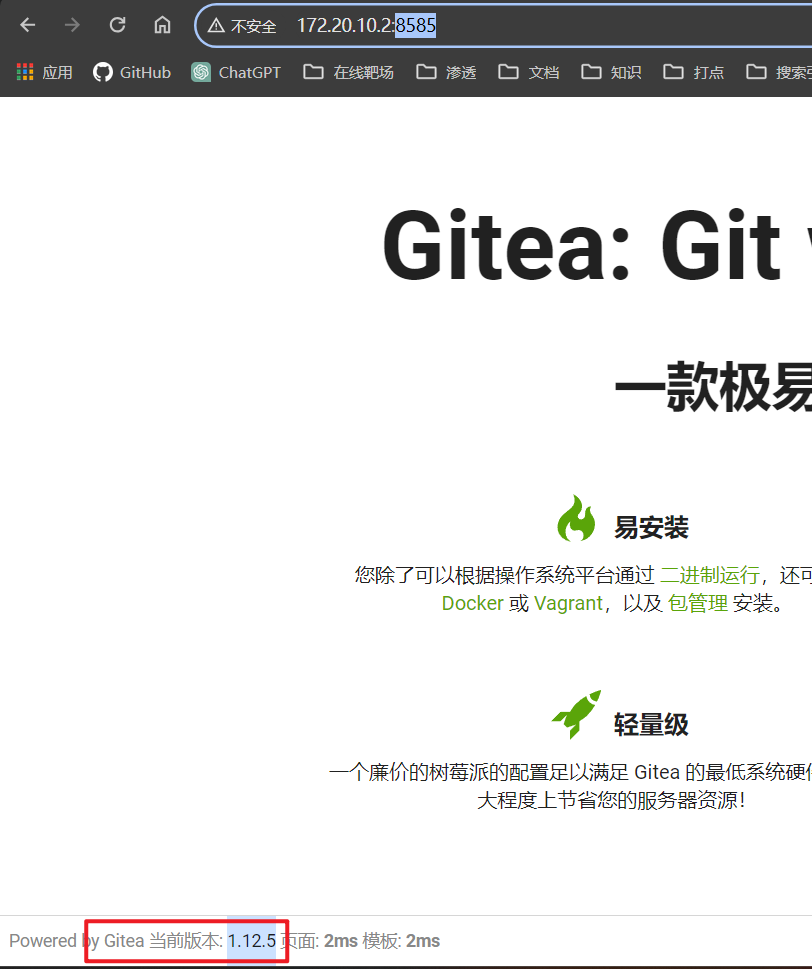 不安全 172.20.10.2:8585
应用 GitHub ChatGPT 在线靶场 渗透 文档 知识 打点 搜索引
Gitea: Git
一款极易
易安装
您除了可以根据操作系统平台通过 二进制运行，还可
Docker 或 Vagrant，以及 包管理 安装。
轻量级
一个廉价的树莓派的配置足以满足 Gitea 的最低系统硬件
大程度上节省您的服务器资源！
Powered by Gitea 当前版本: 1.12.5 页面: 2ms 模板: 2ms